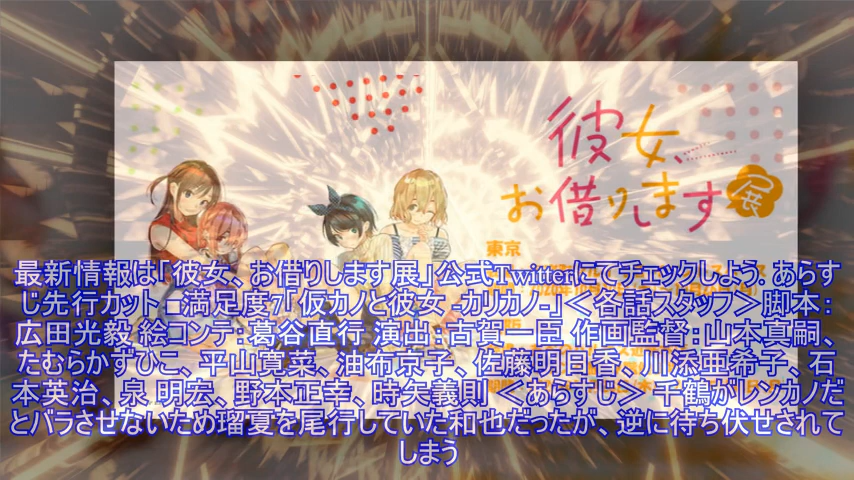 彼女、
お借りします展
東京
最新情報は「彼女、お借りします展」公式Twitterにてチェックしよう. あらす
じ先行カット ■満足度7「仮カノと彼女 -カリカノ-」＜各話スタッフ＞脚本：
広田光毅 絵コンテ：葛谷直行 演出：古賀一臣 作画監督：山本真嗣、
たむらかずひこ、平山寛菜、油布京子、佐藤明日香、川添亜希子、石
本英治、泉 明宏、野本正幸、時矢義則 ＜あらすじ＞ 千鶴がレンカノだ
とバラさせないため瑠夏を尾行していた和也だったが、逆に待ち伏せされて
しまう